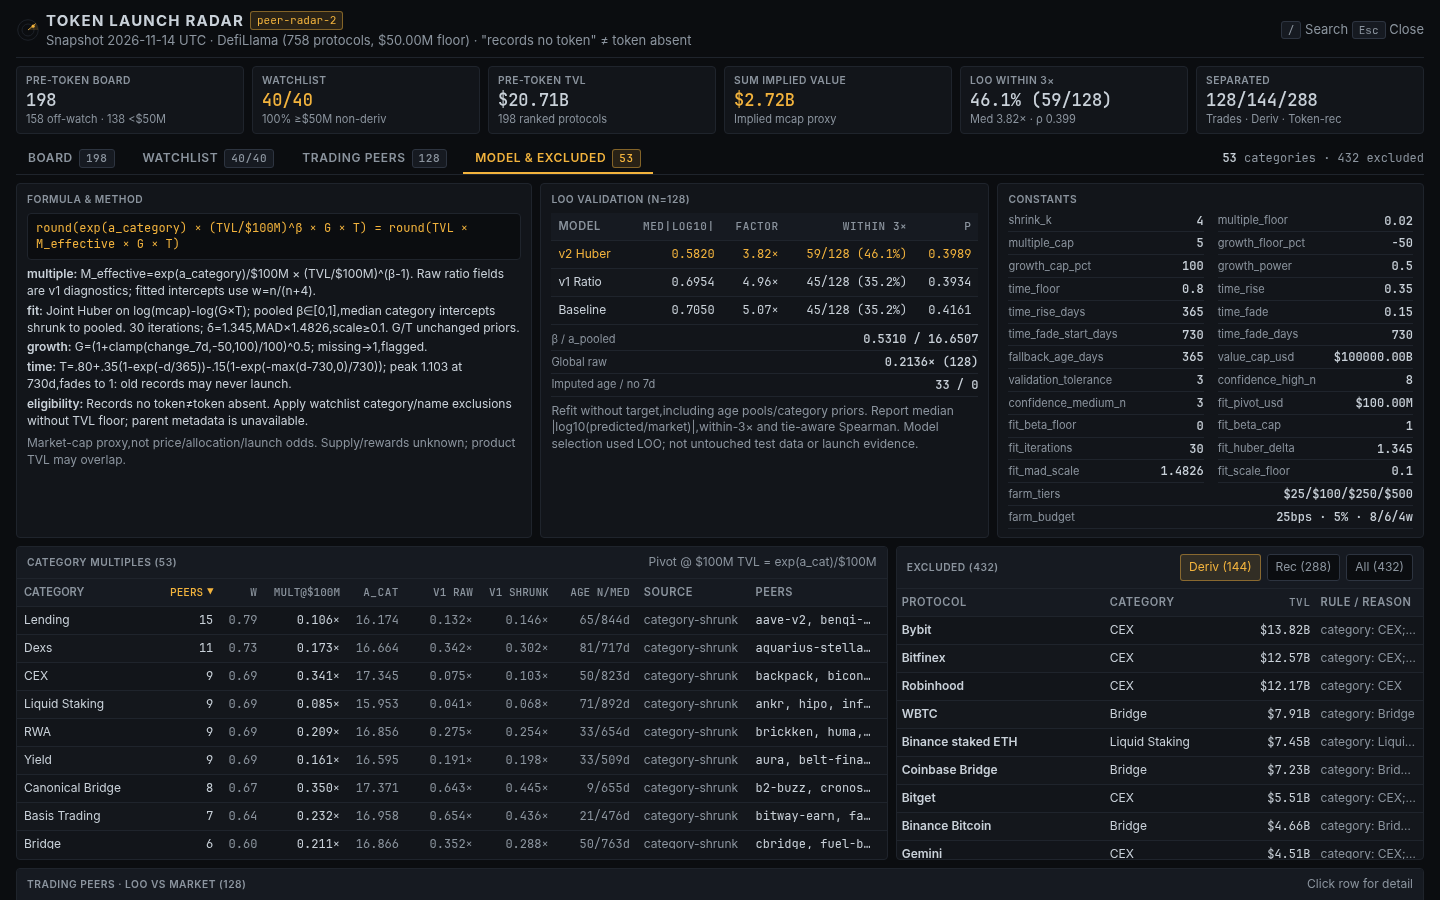 TOKEN LAUNCH RADAR peer-radar-2
Snapshot 2026-11-14 UTC · DefiLlama (758 protocols, $50.00M floor) · "records no token" ≠ token absent
/ Search Esc Close
PRE-TOKEN BOARD
198
158 off-watch · 138 <$50M
WATCHLIST
40/40
100% ≥$50M non-deriv
PRE-TOKEN TVL
$20.71B
198 ranked protocols
SUM IMPLIED VALUE
$2.72B
Implied mcap proxy
LOO WITHIN 3×
46.1% (59/128)
Med 3.82× · ρ 0.399
SEPARATED
128/144/288
Trades · Deriv · Token-rec
BOARD 198 WATCHLIST 40/40 TRADING PEERS 128 MODEL & EXCLUDED 53
53 categories · 432 excluded
FORMULA & METHOD
round(exp(a_category) × (TVL/$100M)^β × G × T) = round(TVL ×
M_effective × G × T)
multiple: M_effective=exp(a_category)/$100M × (TVL/$100M)^(β-1). Raw ratio fields
are v1 diagnostics; fitted intercepts use w=n/(n+4).
fit: Joint Huber on log(mcap)-log(G×T); pooled β∈[0,1],median category intercepts
shrunk to pooled. 30 iterations; δ=1.345,MAD×1.4826,scale≥0.1. G/T unchanged priors.
growth: G=(1+clamp(change_7d,-50,100)/100)^0.5; missing→1,flagged.
time: T=.80+.35(1-exp(-d/365))-.15(1-exp(-max(d-730,0)/730)); peak 1.103 at
730d,fades to 1: old records may never launch.
eligibility: Records no token≠token absent. Apply watchlist category/name exclusions
without TVL floor; parent metadata is unavailable.
Market-cap proxy,not price/allocation/launch odds. Supply/rewards unknown; product
TVL may overlap.
LOO VALIDATION (N=128)
MODEL MED|LOG10| FACTOR WITHIN 3× Ρ
v2 Huber 0.5820 3.82× 59/128 (46.1%) 0.3989
v1 Ratio 0.6954 4.96× 45/128 (35.2%) 0.3934
Baseline 0.7050 5.07× 45/128 (35.2%) 0.4161
β / a_pooled 0.5310 / 16.6507
Global raw 0.2136× (128)
Imputed age / no 7d 33 / 0
Refit without target,including age pools/category priors. Report median
|log10(predicted/market)|,within-3× and tie-aware Spearman. Model
selection used LOO; not untouched test data or launch evidence.
CONSTANTS
shrink_k 4 multiple_floor 0.02
multiple_cap 5 growth_floor_pct -50
growth_cap_pct 100 growth_power 0.5
time_floor 0.8 time_rise 0.35
time_rise_days 365 time_fade 0.15
time_fade_start_days 730 time_fade_days 730
fallback_age_days 365 value_cap_usd $100000.00B
validation_tolerance 3 confidence_high_n 8
confidence_medium_n 3 fit_pivot_usd $100.00M
fit_beta_floor 0 fit_beta_cap 1
fit_iterations 30 fit_huber_delta 1.345
fit_mad_scale 1.4826 fit_scale_floor 0.1
farm_tiers $25/$100/$250/$500
farm_budget 25bps · 5% · 8/6/4w
CATEGORY MULTIPLES (53) Pivot @ $100M TVL = exp(a_cat)/$100M
CATEGORY PEERS ▼ W MULT@$100M A_CAT V1 RAW V1 SHRUNK AGE N/MED SOURCE PEERS
Lending 15 0.79 0.106× 16.174 0.132× 0.146× 65/844d category-shrunk aave-v2, benqi-…
Dexs 11 0.73 0.173× 16.664 0.342× 0.302× 81/717d category-shrunk aquarius-stella…
CEX 9 0.69 0.341× 17.345 0.075× 0.103× 50/823d category-shrunk backpack, bicon…
Liquid Staking 9 0.69 0.085× 15.953 0.041× 0.068× 71/892d category-shrunk ankr, hipo, inf…
RWA 9 0.69 0.209× 16.856 0.275× 0.254× 33/654d category-shrunk brickken, huma,…
Yield 9 0.69 0.161× 16.595 0.191× 0.198× 33/509d category-shrunk aura, belt-fina…
Canonical Bridge 8 0.67 0.350× 17.371 0.643× 0.445× 9/655d category-shrunk b2-buzz, cronos…
Basis Trading 7 0.64 0.232× 16.958 0.654× 0.436× 21/476d category-shrunk bitway-earn, fa…
Bridge 6 0.60 0.211× 16.866 0.352× 0.288× 50/763d category-shrunk cbridge, fuel-b…
EXCLUDED (432) Deriv (144) Rec (288) All (432)
PROTOCOL CATEGORY TVL RULE / REASON
Bybit CEX $13.82B category: CEX;…
Bitfinex CEX $12.57B category: CEX;…
Robinhood CEX $12.17B category: CEX
WBTC Bridge $7.91B category: Bridge
Binance staked ETH Liquid Staking $7.45B category: Liqui…
Coinbase Bridge Bridge $7.23B category: Brid…
Bitget CEX $5.51B category: CEX;…
Binance Bitcoin Bridge $4.66B category: Brid…
Gemini CEX $4.51B category: CEX;…
TRADING PEERS · LOO VS MARKET (128) Click row for detail